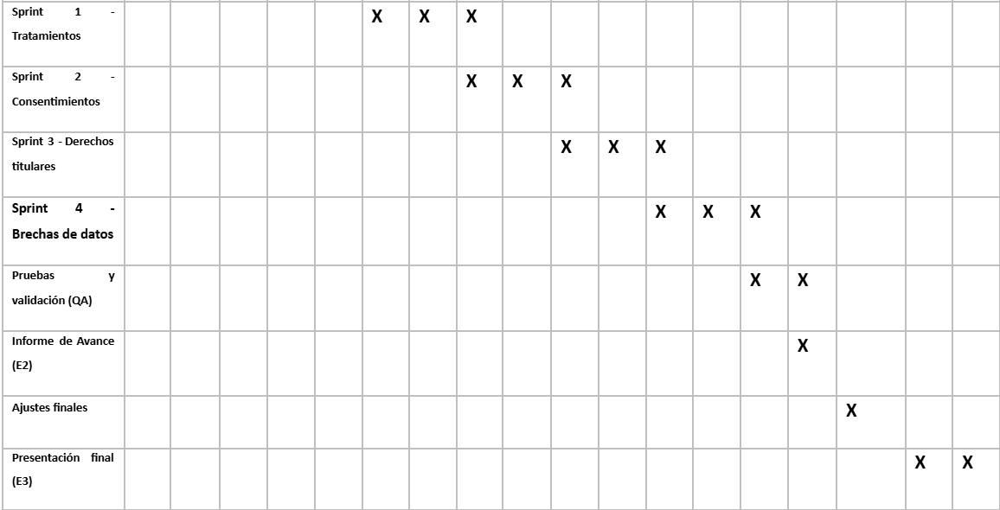 Sprint 1 - X X X
Tratamientos
Sprint 2 - X X X
Consentimientos
Sprint 3 - Derechos X X X
titulares
Sprint 4 - X X X
Brechas de datos
Pruebas y X X
validación (QA)
Informe de Avance X
(E2)
Ajustes finales X
Presentación final X X
(E3)